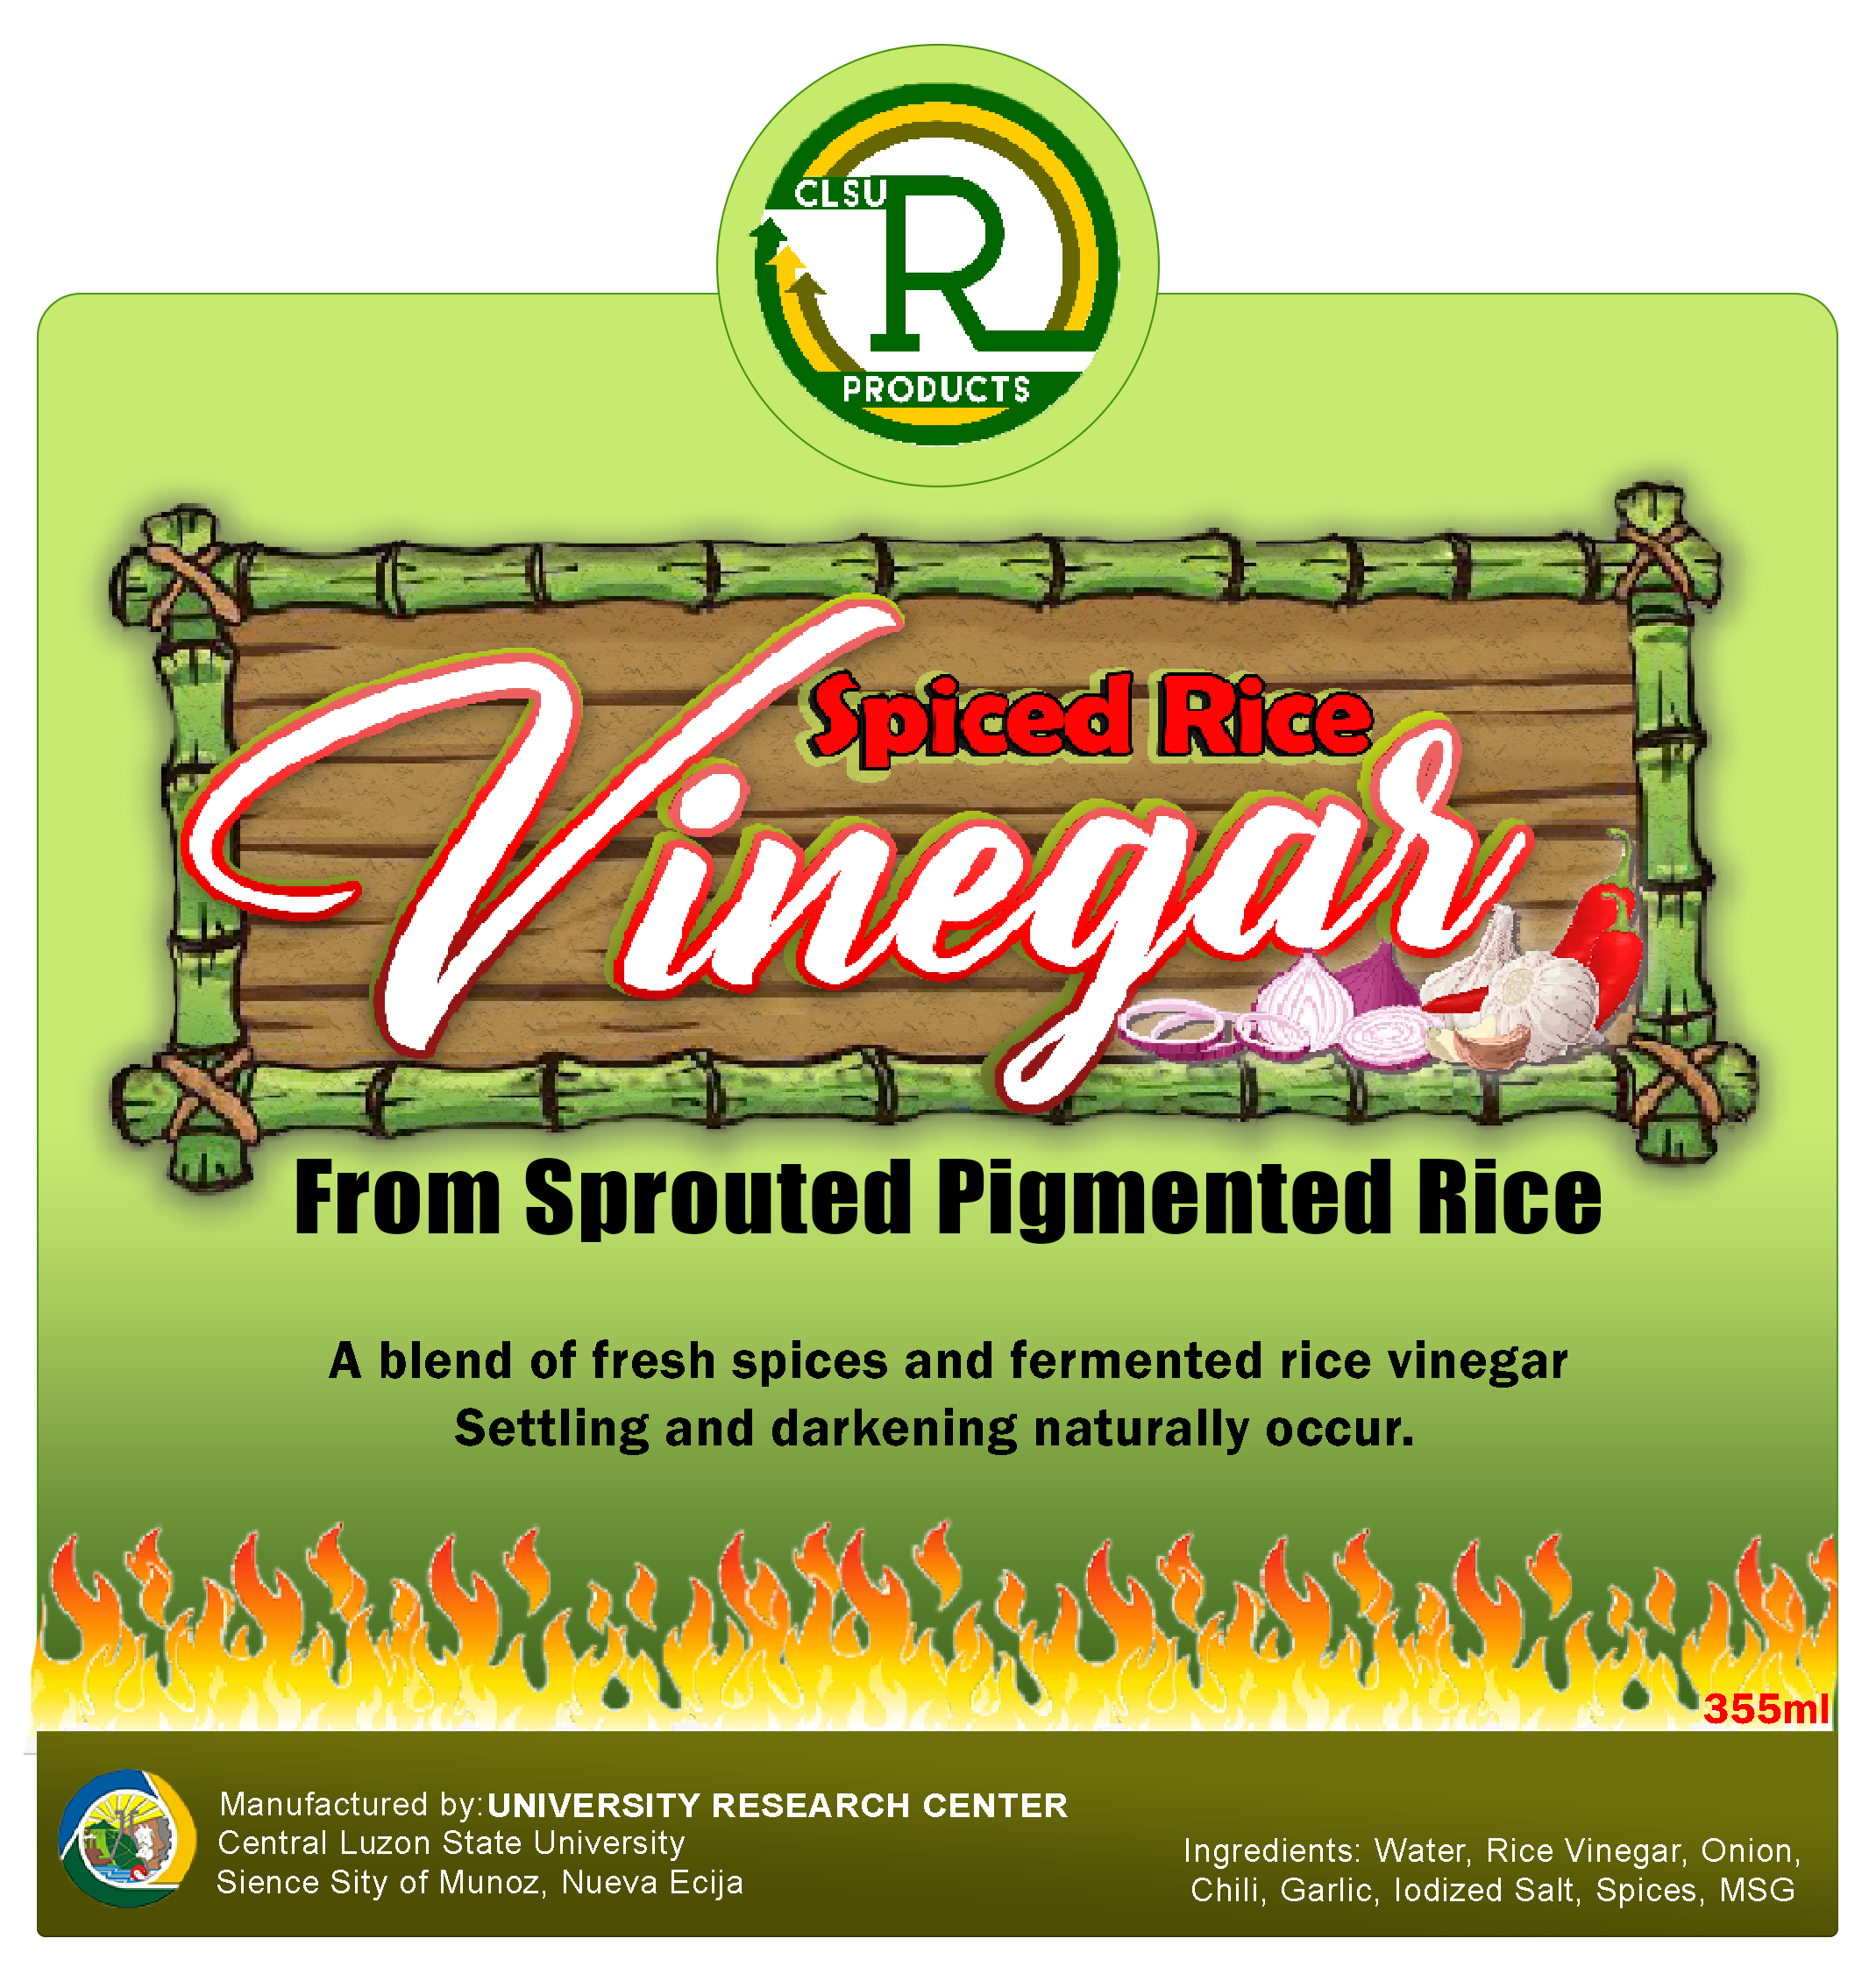 CLSU
R
PRODUCTS
Spiced Rice
Vinegar
From Sprouted Pigmented Rice
A blend of fresh spices and fermented rice vinegar
Settling and darkening naturally occur.
355ml
Manufactured by:UNIVERSITY RESEARCH CENTER
Central Luzon State University
Sience Sity of Munoz, Nueva Ecija
Ingredients: Water, Rice Vinegar, Onion,
Chili, Garlic, Iodized Salt, Spices, MSG